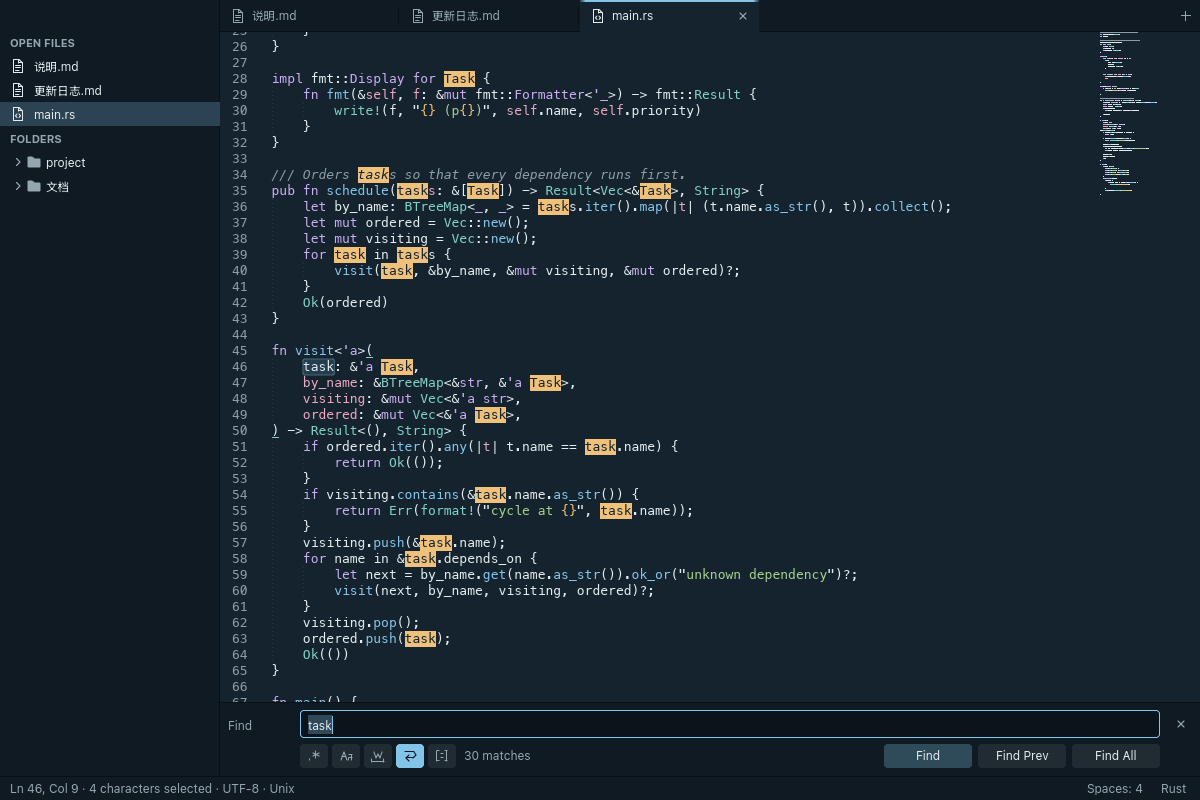 说明.md
更新日志.md
main.rs
OPEN FILES
说明.md
更新日志.md
main.rs
FOLDERS
project
文档
25     }
26 }
27
28 impl fmt::Display for Task {
29     fn fmt(&self, f: &mut fmt::Formatter<'_>) -> fmt::Result {
30         write!(f, "{} (p{})", self.name, self.priority)
31     }
32 }
33
34 /// Orders tasks so that every dependency runs first.
35 pub fn schedule(tasks: &[Task]) -> Result<Vec<&Task>, String> {
36     let by_name: BTreeMap<_, _> = tasks.iter().map(|t| (t.name.as_str(), t)).collect();
37     let mut ordered = Vec::new();
38     let mut visiting = Vec::new();
39     for task in tasks {
40         visit(task, &by_name, &mut visiting, &mut ordered)?;
41     }
42     Ok(ordered)
43 }
44
45 fn visit<'a>(
46     task: &'a Task,
47     by_name: &BTreeMap<&str, &'a Task>,
48     visiting: &mut Vec<&'a str>,
49     ordered: &mut Vec<&'a Task>,
50 ) -> Result<(), String> {
51     if ordered.iter().any(|t| t.name == task.name) {
52         return Ok(());
53     }
54     if visiting.contains(&task.name.as_str()) {
55         return Err(format!("cycle at {}", task.name));
56     }
57     visiting.push(&task.name);
58     for name in &task.depends_on {
59         let next = by_name.get(name.as_str()).ok_or("unknown dependency")?;
60         visit(next, by_name, visiting, ordered)?;
61     }
62     visiting.pop();
63     ordered.push(task);
64     Ok(())
65 }
66
67 fn main() {
Find
task
.* Aa
30 matches
Find
Find Prev
Find All
Ln 46, Col 9 · 4 characters selected · UTF-8 · Unix
Spaces: 4
Rust